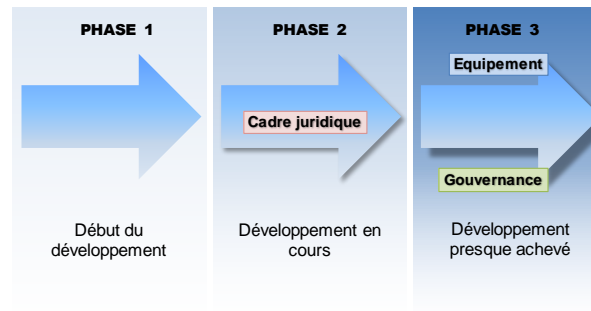 PHASE 1
Début du
développement
PHASE 2
Cadre juridique
Développement en
cours
PHASE 3
Equipement
Gouvernance
Développement
presque achevé